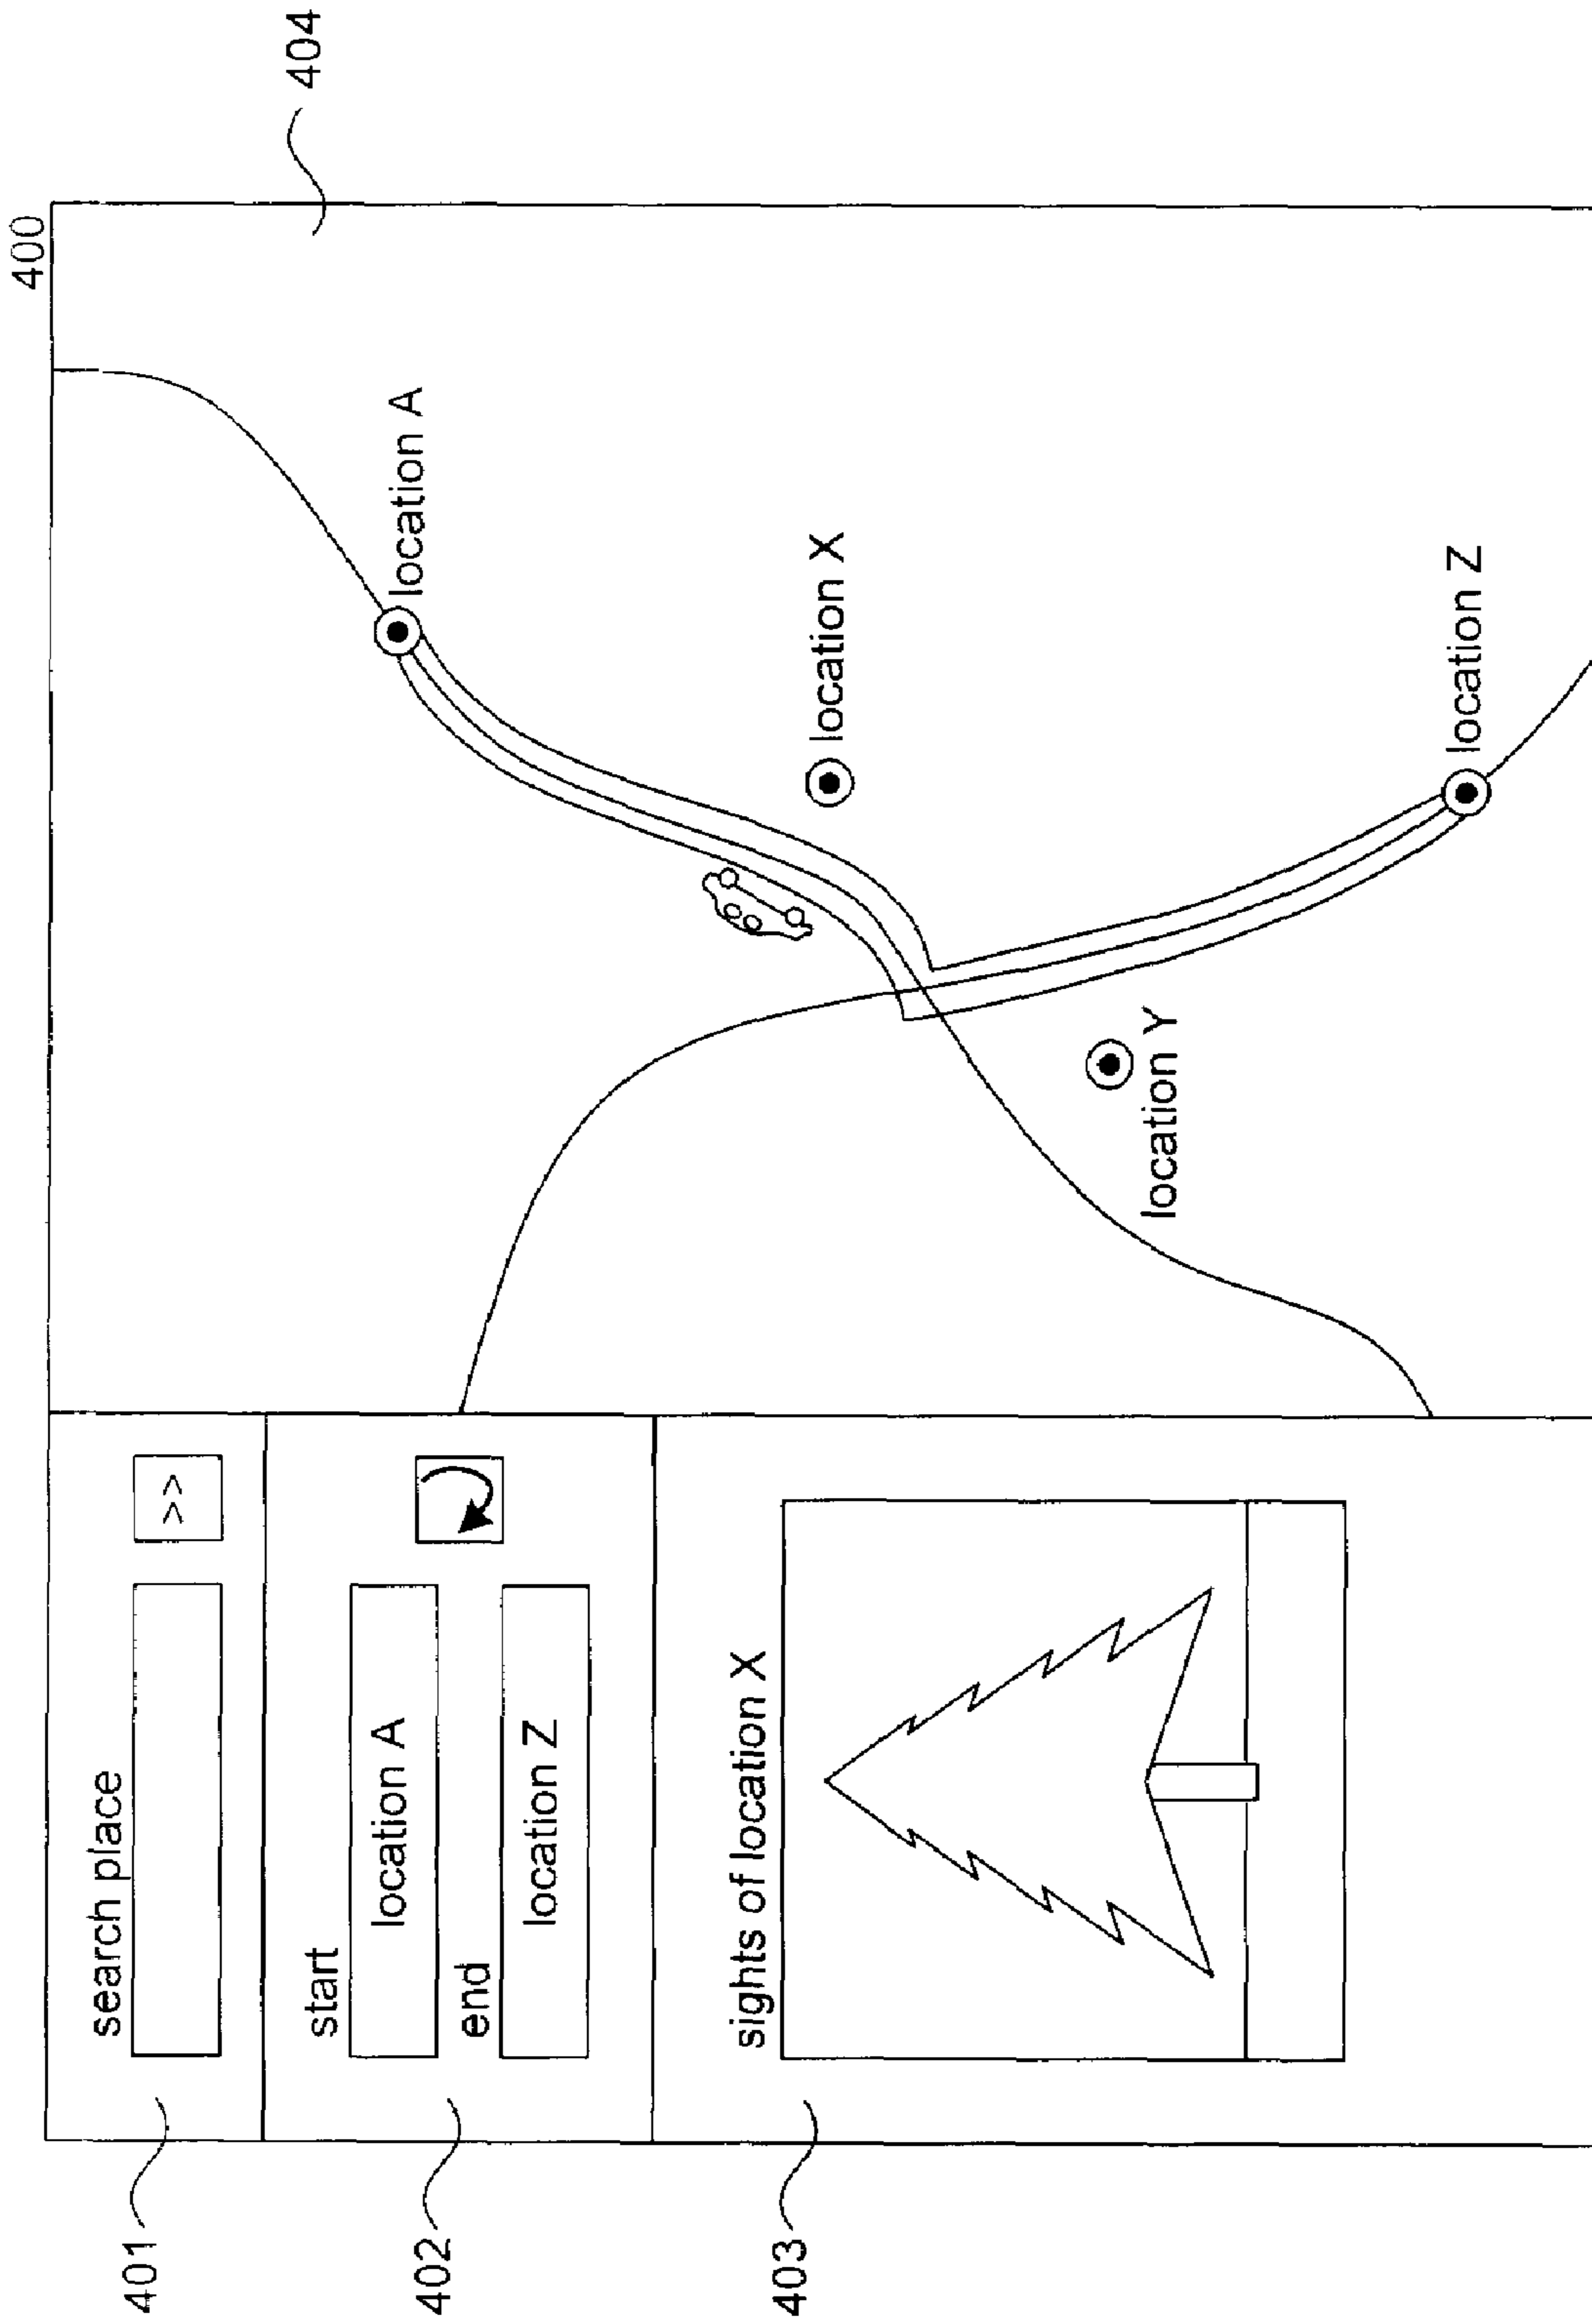 400
401
search place
>>
402
start
location A
end
location Z
403
sights of location X
404
location A
location X
location Y
location Z